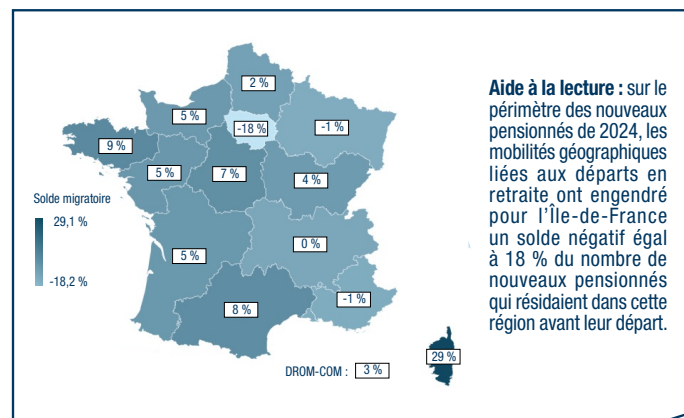 2 %
5 %
-18 %
-1 %
9 %
5 %
7 %
4 %
Solde migratoire
29,1 %
-18,2 %
5 %
0 %
8 %
-1 %
29 %
DROM-COM : 3 %
Aide à la lecture : sur le
périmètre des nouveaux
pensionnés de 2024, les
mobilités géographiques
liées aux départs en
retraite ont engendré
pour l’Île-de-France
un solde négatif égal
à 18 % du nombre de
nouveaux pensionnés
qui résidaient dans cette
région avant leur départ.